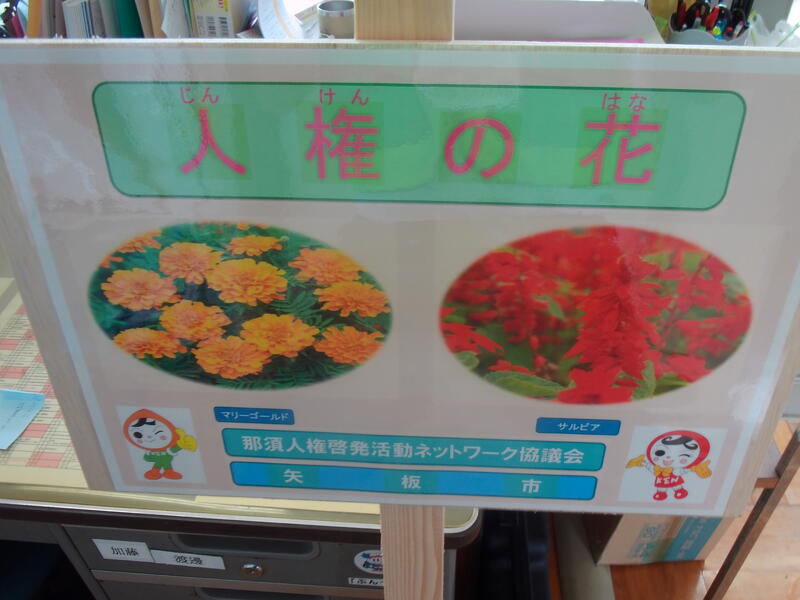 じん けん はな
人権の花
マリーゴールド
サルビア
那須人権啓発活動ネットワーク協議会
矢板市
KEN
加藤
渡邉